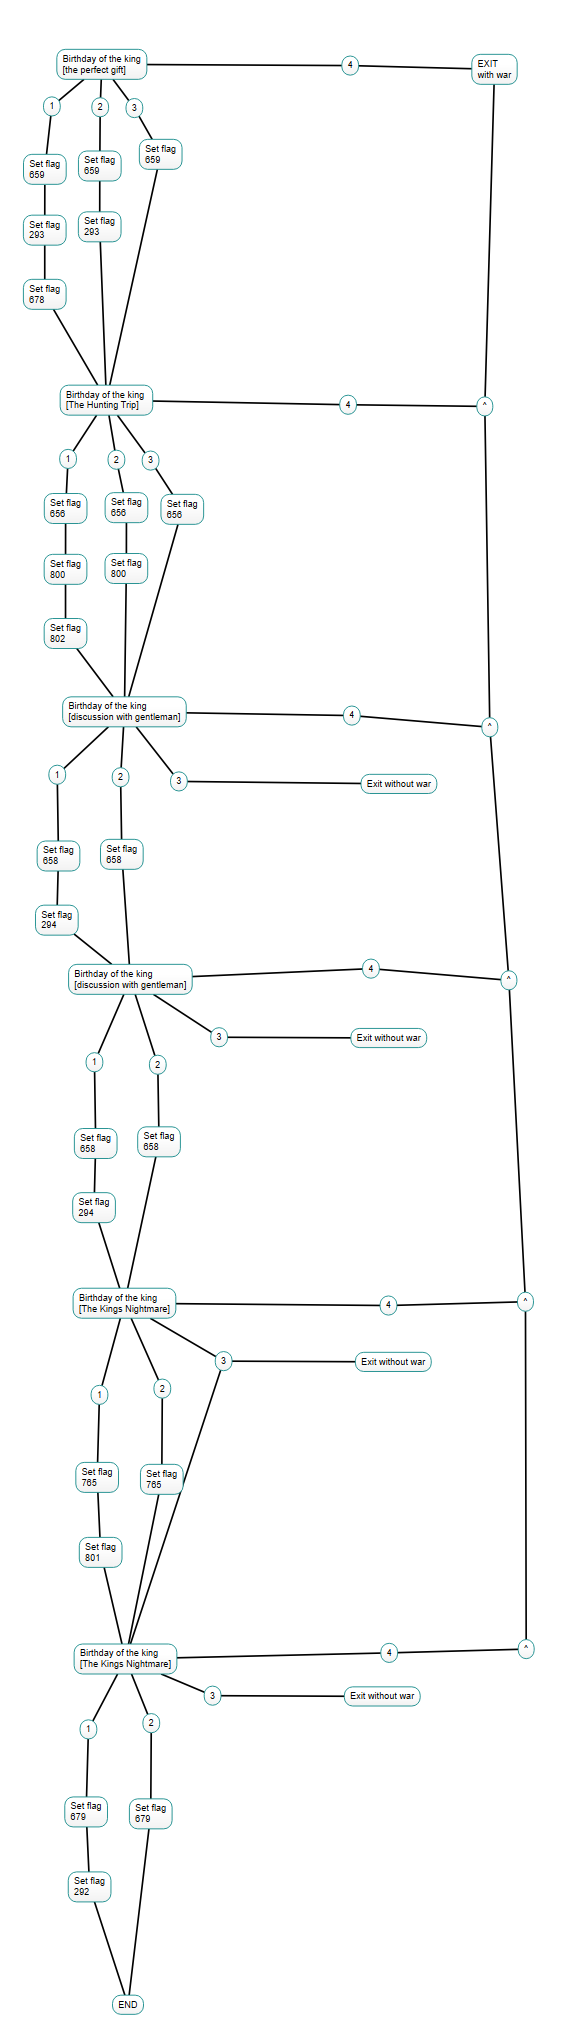 Birthday of the king
[the perfect gift]
4
EXIT
with war
1
2
3
Set flag
659
Set flag
659
Set flag
659
Set flag
293
Set flag
293
Set flag
678
Birthday of the king
[The Hunting Trip]
4
^
1
2
3
Set flag
656
Set flag
656
Set flag
656
Set flag
800
Set flag
800
Set flag
802
Birthday of the king
[discussion with gentleman]
4
^
1
2
3
Exit without war
Set flag
658
Set flag
658
Set flag
294
Birthday of the king
[discussion with gentleman]
4
^
3
Exit without war
1
2
Set flag
658
Set flag
658
Set flag
294
Birthday of the king
[The Kings Nightmare]
4
^
3
Exit without war
1
2
Set flag
765
Set flag
765
Set flag
801
Birthday of the king
[The Kings Nightmare]
4
^
3
Exit without war
1
2
Set flag
679
Set flag
679
Set flag
292
END